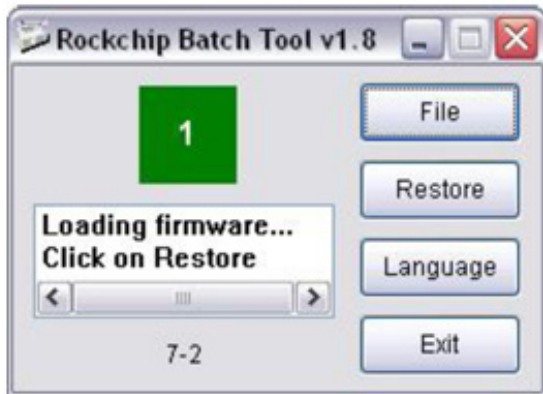 Rockchip Batch Tool v1.8
1
File
Loading firmware...
Click on Restore
Restore
Language
7-2
Exit